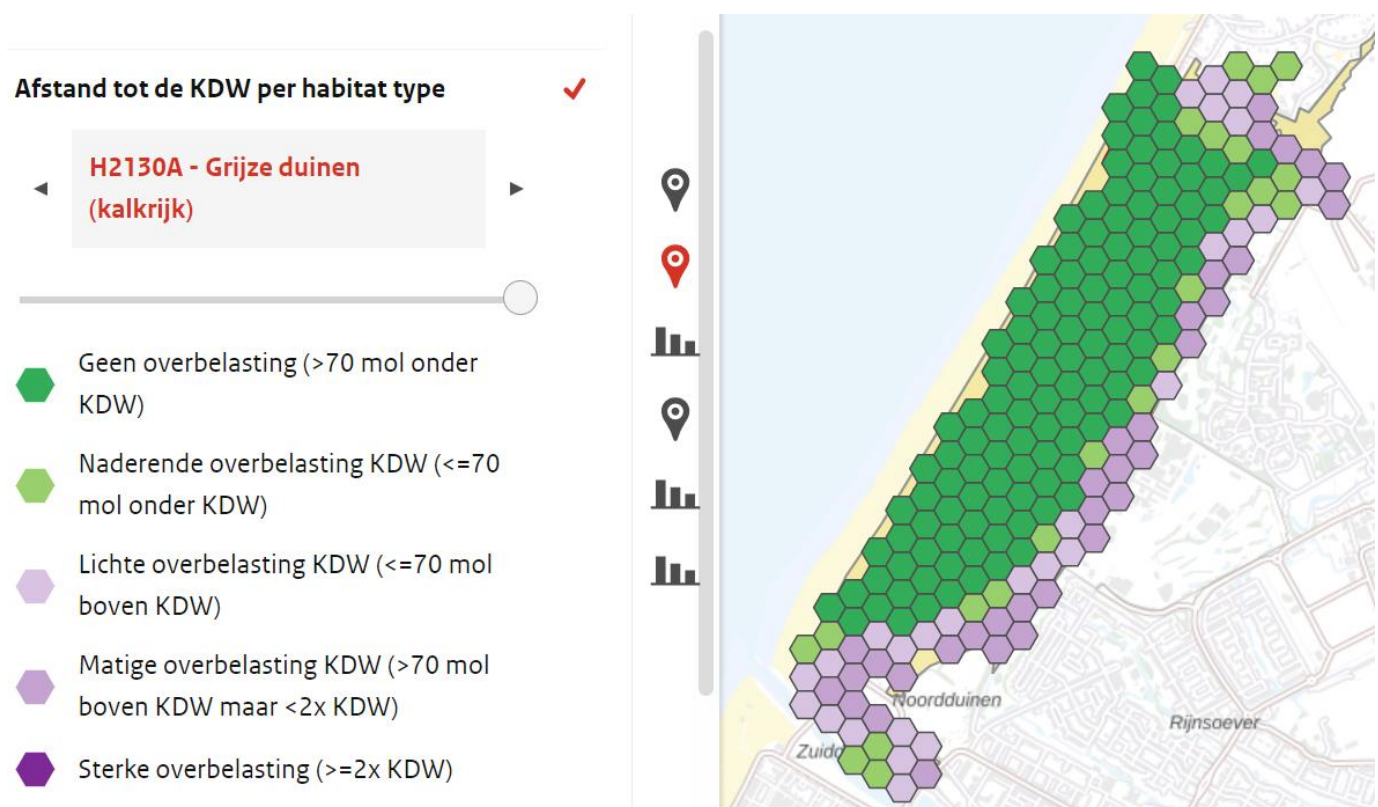 Afstand tot de KDW per habitat type
H2130A - Grijze duinen
(kalkrijk)
Geen overbelasting (>70 mol onder
KDW)
Naderende overbelasting KDW (<=70
mol onder KDW)
Lichte overbelasting KDW (<=70 mol
boven KDW)
Matige overbelasting KDW (>70 mol
boven KDW maar <2x KDW)
Sterke overbelasting (>=2x KDW)
Noordduinen
Rijnsoever